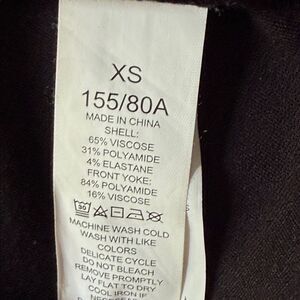 XS
155/80A
MADE IN CHINA
SHELL:
65% VISCOSE
31% POLYAMIDE
4% ELASTANE
FRONT YOKE:
84% POLYAMIDE
16% VISCOSE
30
MACHINE WASH COLD
WASH WITH LIKE
COLORS
DELICATE CYCLE
DO NOT BLEACH
REMOVE PROMPTLY
LAY FLAT TO DRY
COOL IRON IF